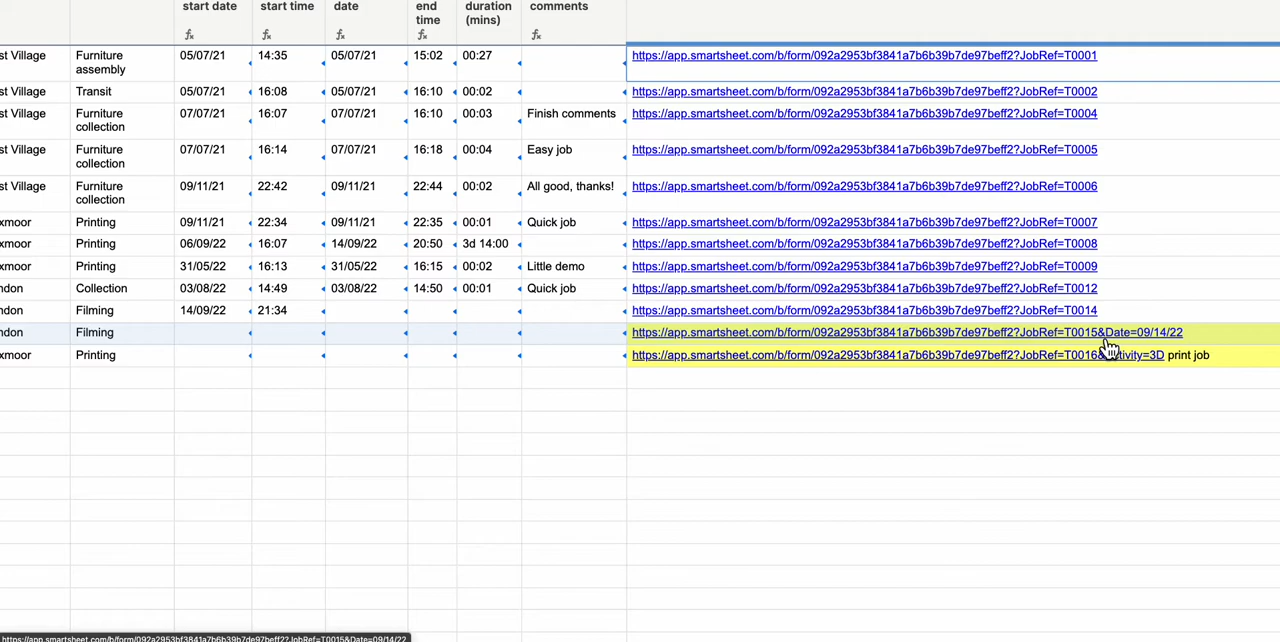 start date start time date end time duration (mins) comments
fx fx fx fx fx
st Village Furniture assembly 05/07/21 14:35 05/07/21 15:02 00:27 https://app.smartsheet.com/b/form/092a2953bf3841a7b6b39b7de97beff2?JobRef=T0001
st Village Transit 05/07/21 16:08 05/07/21 16:10 00:02 https://app.smartsheet.com/b/form/092a2953bf3841a7b6b39b7de97beff2?JobRef=T0002
st Village Furniture collection 07/07/21 16:07 07/07/21 16:10 00:03 Finish comments https://app.smartsheet.com/b/form/092a2953bf3841a7b6b39b7de97beff2?JobRef=T0004
st Village Furniture collection 07/07/21 16:14 07/07/21 16:18 00:04 Easy job https://app.smartsheet.com/b/form/092a2953bf3841a7b6b39b7de97beff2?JobRef=T0005
st Village Furniture collection 09/11/21 22:42 09/11/21 22:44 00:02 All good, thanks! https://app.smartsheet.com/b/form/092a2953bf3841a7b6b39b7de97beff2?JobRef=T0006
xmoor Printing 09/11/21 22:34 09/11/21 22:35 00:01 Quick job https://app.smartsheet.com/b/form/092a2953bf3841a7b6b39b7de97beff2?JobRef=T0007
xmoor Printing 06/09/22 16:07 14/09/22 20:50 3d 14:00 https://app.smartsheet.com/b/form/092a2953bf3841a7b6b39b7de97beff2?JobRef=T0008
xmoor Printing 31/05/22 16:13 31/05/22 16:15 00:02 Little demo https://app.smartsheet.com/b/form/092a2953bf3841a7b6b39b7de97beff2?JobRef=T0009
ndon Collection 03/08/22 14:49 03/08/22 14:50 00:01 Quick job https://app.smartsheet.com/b/form/092a2953bf3841a7b6b39b7de97beff2?JobRef=T0012
ndon Filming 14/09/22 21:34 https://app.smartsheet.com/b/form/092a2953bf3841a7b6b39b7de97beff2?JobRef=T0014
ndon Filming https://app.smartsheet.com/b/form/092a2953bf3841a7b6b39b7de97beff2?JobRef=T0015&Date=09/14/22
xmoor Printing https://app.smartsheet.com/b/form/092a2953bf3841a7b6b39b7de97beff2?JobRef=T0016 tivity=3D print job
https://app.smartsheet.com/b/form/092a2953bf3841a7b6b39b7de97beff2?JobRef=T0015&Date=09/14/22